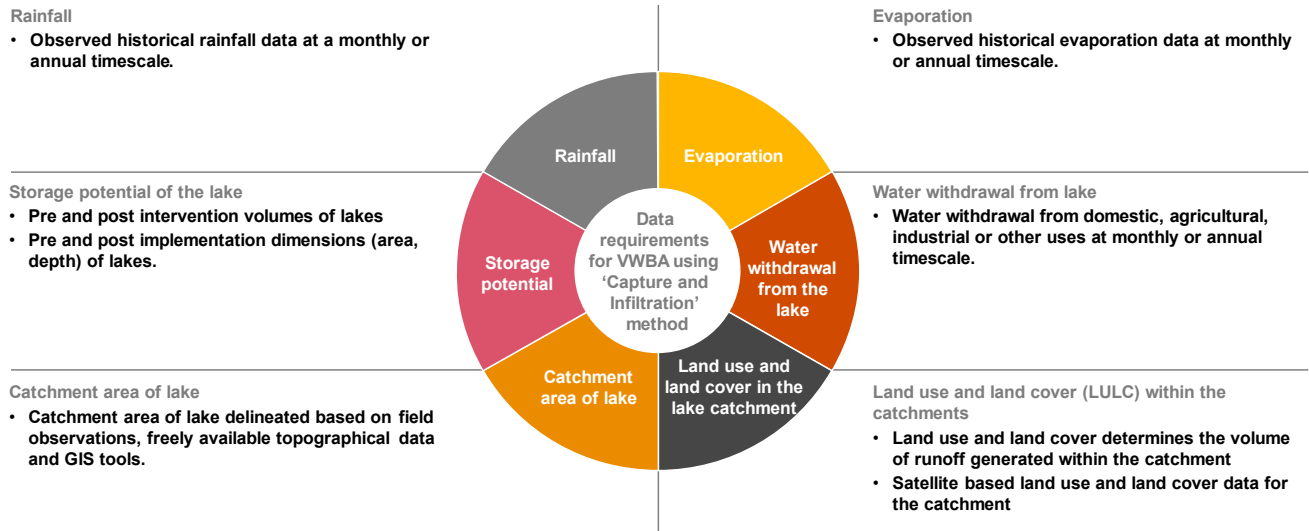 Rainfall
• Observed historical rainfall data at a monthly or
annual timescale.
Evaporation
• Observed historical evaporation data at monthly
or annual timescale.
Storage potential of the lake
• Pre and post intervention volumes of lakes
• Pre and post implementation dimensions (area,
depth) of lakes.
Water withdrawal from lake
• Water withdrawal from domestic, agricultural,
industrial or other uses at monthly or annual
timescale.
Catchment area of lake
• Catchment area of lake delineated based on field
observations, freely available topographical data
and GIS tools.
Land use and land cover (LULC) within the
catchments
• Land use and land cover determines the volume
of runoff generated within the catchment
• Satellite based land use and land cover data for
the catchment
Rainfall
Evaporation
Storage
potential
Data
requirements
for VWBA using
‘Capture and
Infiltration’
method
Water
withdrawal
from the
lake
Catchment
area of lake
Land use and
land cover in the
lake catchment